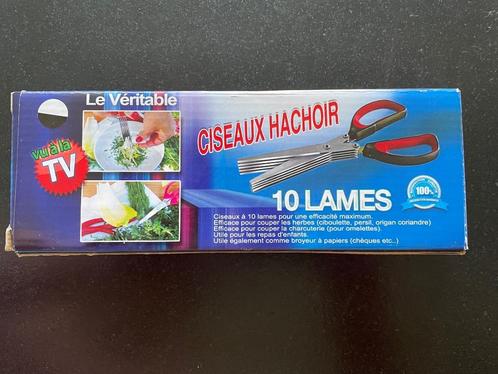 Le Véritable
vu à la
TV
CISEAUX HACHOIR
10 LAMES
100%
Ciseaux à 10 lames pour une efficacité maximum.
Efficace pour couper les herbes (ciboulette, persil, origan coriandre)
Efficace pour couper la charcuterie (pour omelettes).
Utile pour les repas d'enfants.
Utile également comme broyeur à papiers (chèques etc..)